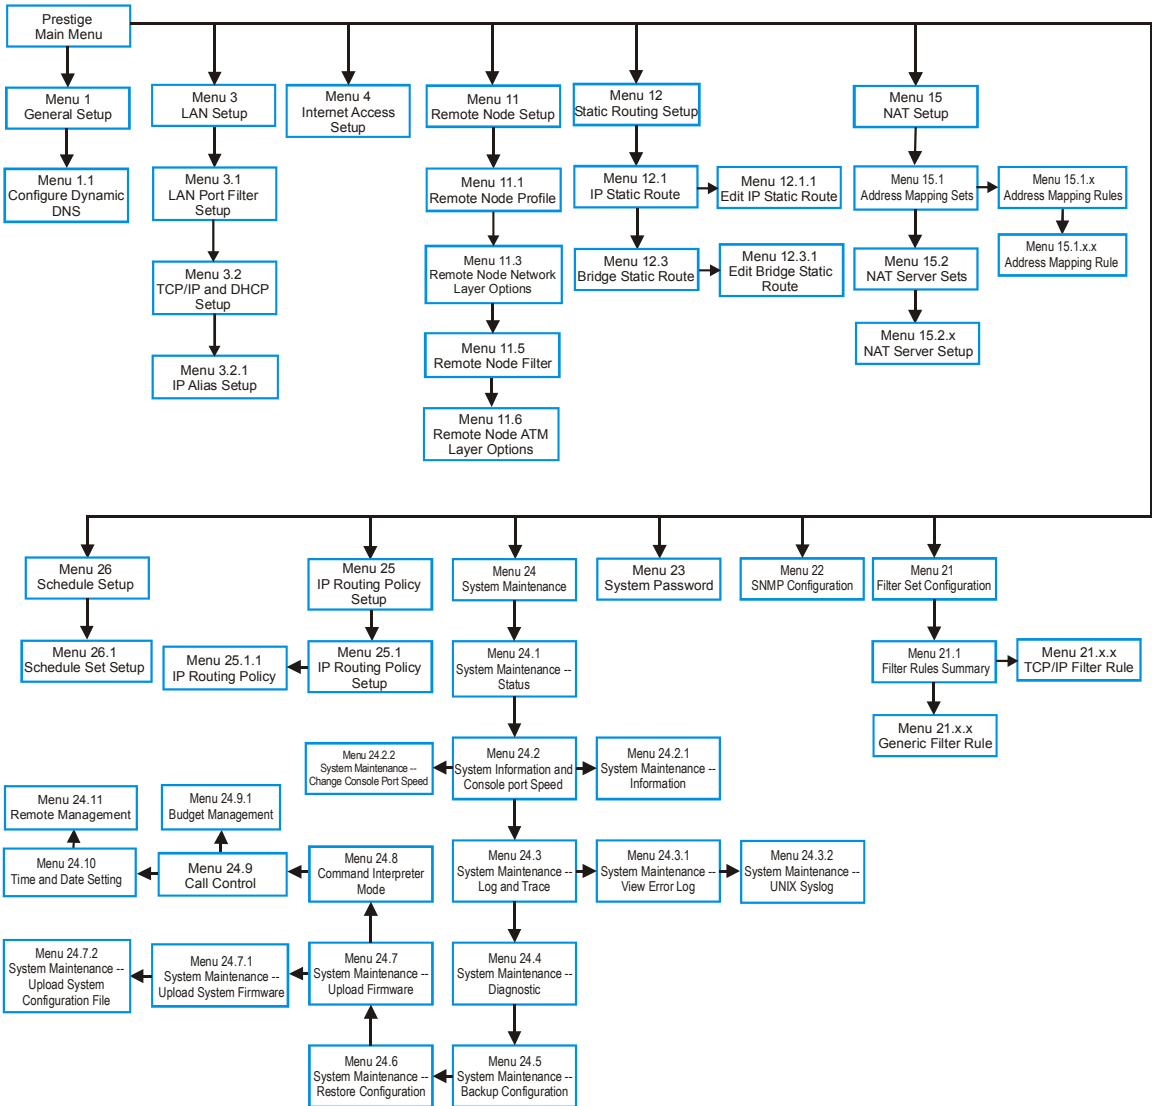 Prestige
Main Menu
Menu 1
General Setup
Menu 3
LAN Setup
Menu 4
Internet Access
Setup
Menu 11
Remote Node Setup
Menu 12
Static Routing Setup
Menu 15
NAT Setup
Menu 1.1
Configure Dynamic
DNS
Menu 3.1
LAN Port Filter
Setup
Menu 11.1
Remote Node Profile
Menu 12.1
IP Static Route
Menu 12.1.1
Edit IP Static Route
Menu 15.1
Address Mapping Sets
Menu 15.1.x
Address Mapping Rules
Menu 3.2
TCP/IP and DHCP
Setup
Menu 11.3
Remote Node Network
Layer Options
Menu 12.3
Bridge Static Route
Menu 12.3.1
Edit Bridge Static
Route
Menu 15.2
NAT Server Sets
Menu 15.1.x.x
Address Mapping Rule
Menu 3.2.1
IP Alias Setup
Menu 11.5
Remote Node Filter
Menu 15.2.x
NAT Server Setup
Menu 11.6
Remote Node ATM
Layer Options
Menu 26
Schedule Setup
Menu 25
IP Routing Policy
Setup
Menu 24
System Maintenance
Menu 23
System Password
Menu 22
SNMP Configuration
Menu 21
Filter Set Configuration
Menu 26.1
Schedule Set Setup
Menu 25.1.1
IP Routing Policy
Menu 25.1
IP Routing Policy
Setup
Menu 24.1
System Maintenance --
Status
Menu 21.1
Filter Rules Summary
Menu 21.x.x
TCP/IP Filter Rule
Menu 21.x.x
Generic Filter Rule
Menu 24.2.2
System Maintenance --
Change Console Port Speed
Menu 24.2
System Information and
Console port Speed
Menu 24.2.1
System Maintenance --
Information
Menu 24.11
Remote Management
Menu 24.9.1
Budget Management
Menu 24.10
Time and Date Setting
Menu 24.9
Call Control
Menu 24.8
Command Interpreter
Mode
Menu 24.3
System Maintenance --
Log and Trace
Menu 24.3.1
System Maintenance --
View Error Log
Menu 24.3.2
System Maintenance --
UNIX Syslog
Menu 24.7.2
System Maintenance --
Upload System
Configuration File
Menu 24.7.1
System Maintenance --
Upload System Firmware
Menu 24.7
System Maintenance --
Upload Firmware
Menu 24.4
System Maintenance --
Diagnostic
Menu 24.6
System Maintenance --
Restore Configuration
Menu 24.5
System Maintenance --
Backup Configuration